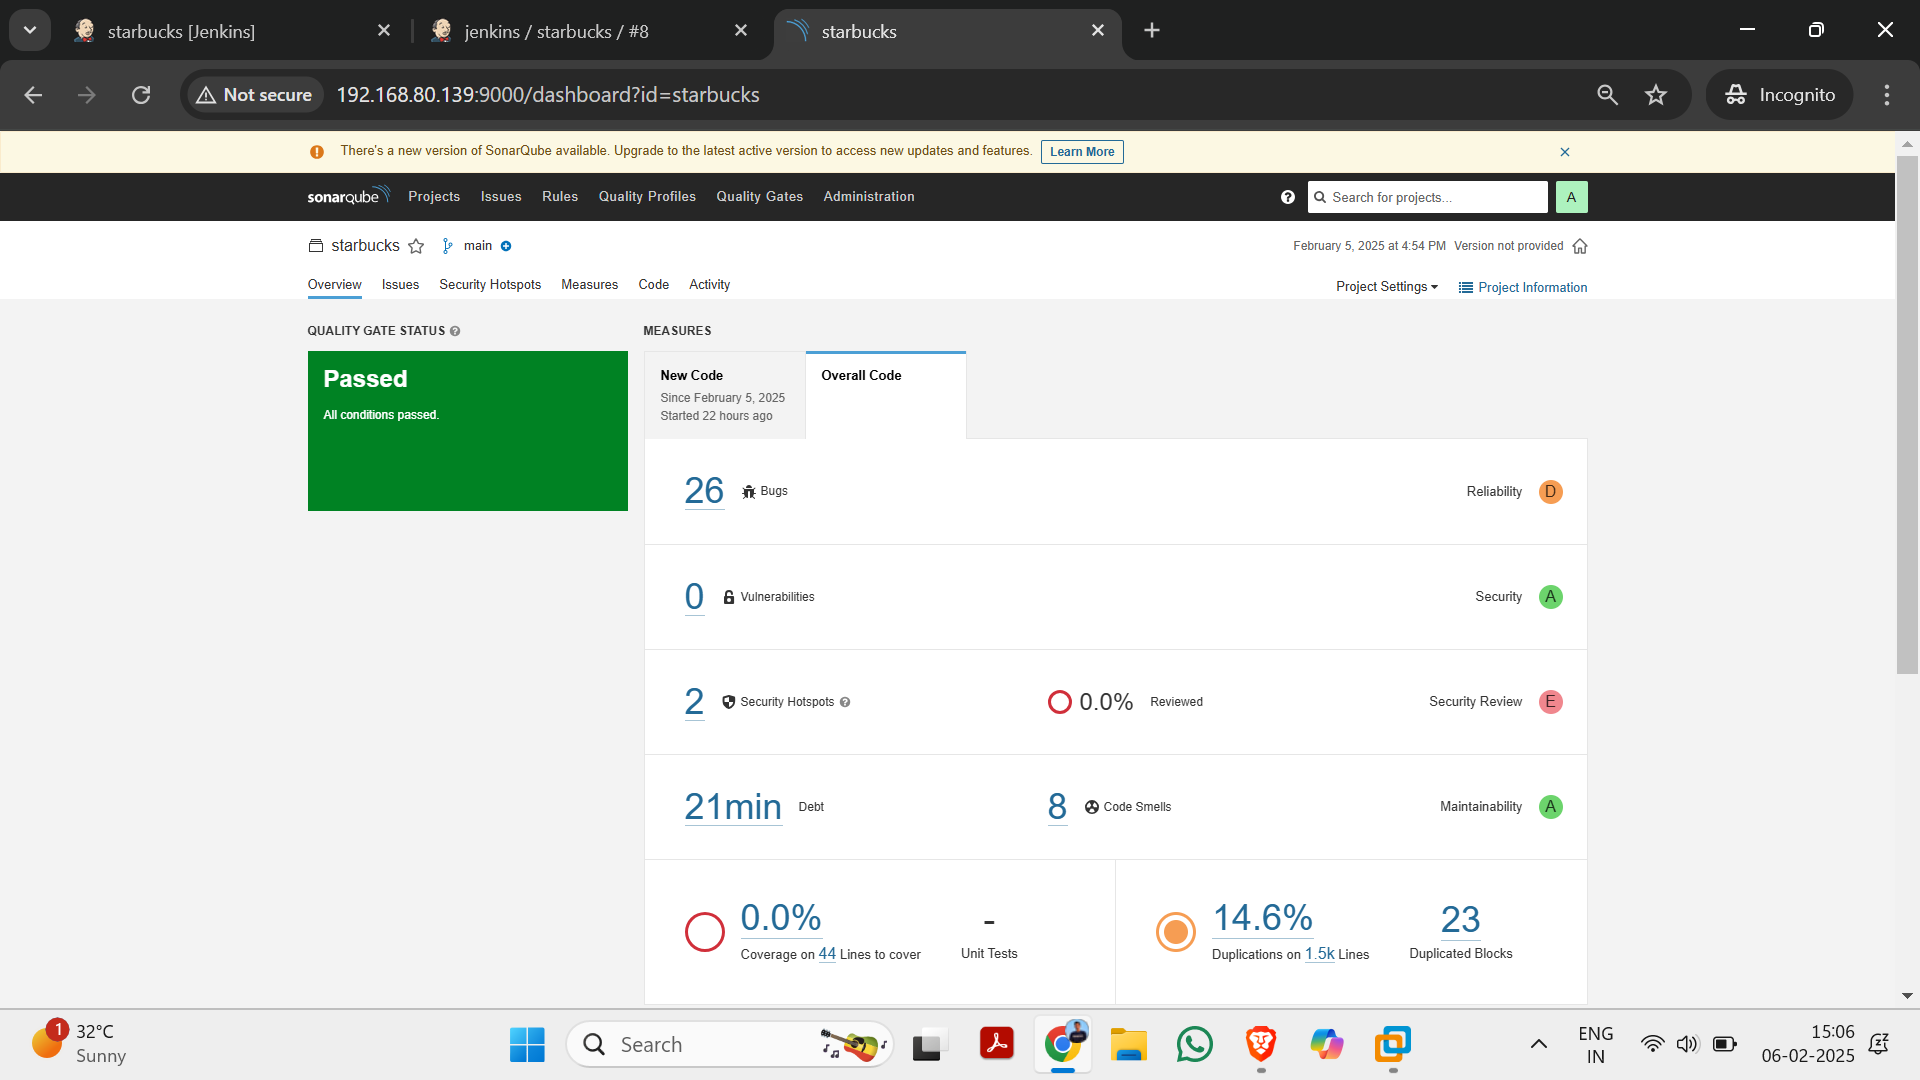 starbucks [Jenkins]
jenkins / starbucks / #8
starbucks
Not secure
192.168.80.139:9000/dashboard?id=starbucks
Incognito
There's a new version of SonarQube available. Upgrade to the latest active version to access new updates and features.
Learn More
sonarqube
Projects
Issues
Rules
Quality Profiles
Quality Gates
Administration
Search for projects...
A
starbucks
main
February 5, 2025 at 4:54 PM
Version not provided
Overview
Issues
Security Hotspots
Measures
Code
Activity
Project Settings
Project Information
QUALITY GATE STATUS
MEASURES
Passed
All conditions passed.
New Code
Since February 5, 2025
Started 22 hours ago
Overall Code
26 Bugs
Reliability D
0 Vulnerabilities
Security A
2 Security Hotspots
0.0% Reviewed
Security Review E
21min Debt
8 Code Smells
Maintainability A
0.0%
Coverage on 44 Lines to cover
-
Unit Tests
14.6%
Duplications on 1.5k Lines
23
Duplicated Blocks
1
32°C
Sunny
Search
ENG
IN
15:06
06-02-2025